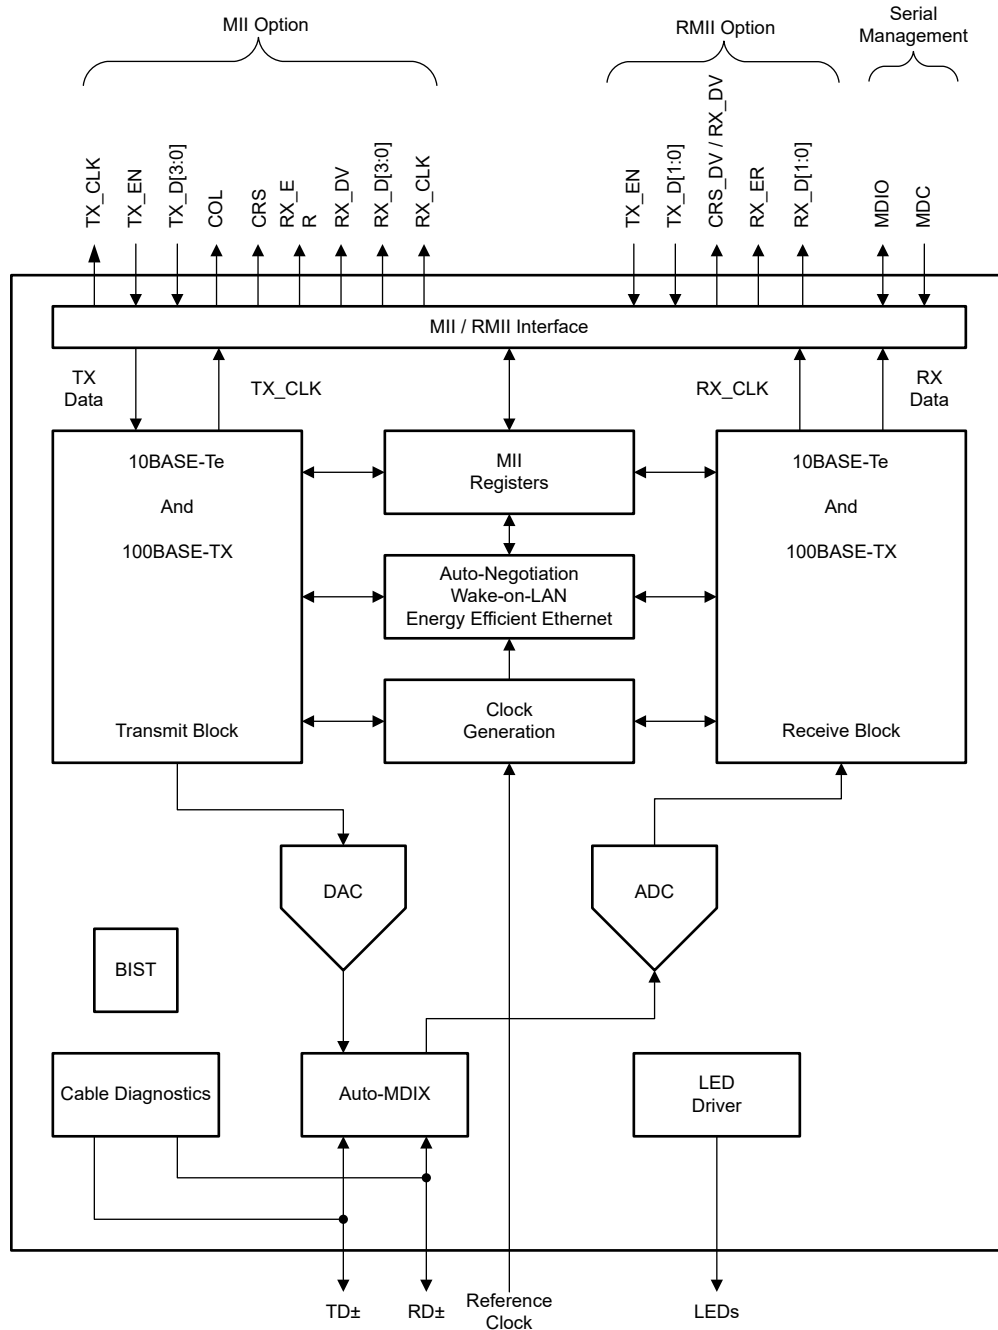 MII Option
RMII Option
Serial
Management
TX_CLK
TX_EN
TX_D[3:0]
COL
CRS
RX_E
R
RX_DV
RX_D[3:0]
RX_CLK
TX_EN
TX_D[1:0]
CRS_DV / RX_DV
RX_ER
RX_D[1:0]
MDIO
MDC
MII / RMII Interface
TX
Data
TX_CLK
RX_CLK
RX
Data
10BASE-Te
And
100BASE-TX
Transmit Block
MII
Registers
Auto-Negotiation
Wake-on-LAN
Energy Efficient Ethernet
Clock
Generation
10BASE-Te
And
100BASE-TX
Receive Block
DAC
ADC
BIST
Cable Diagnostics
Auto-MDIX
LED
Driver
TD±
RD±
Reference
Clock
LEDs